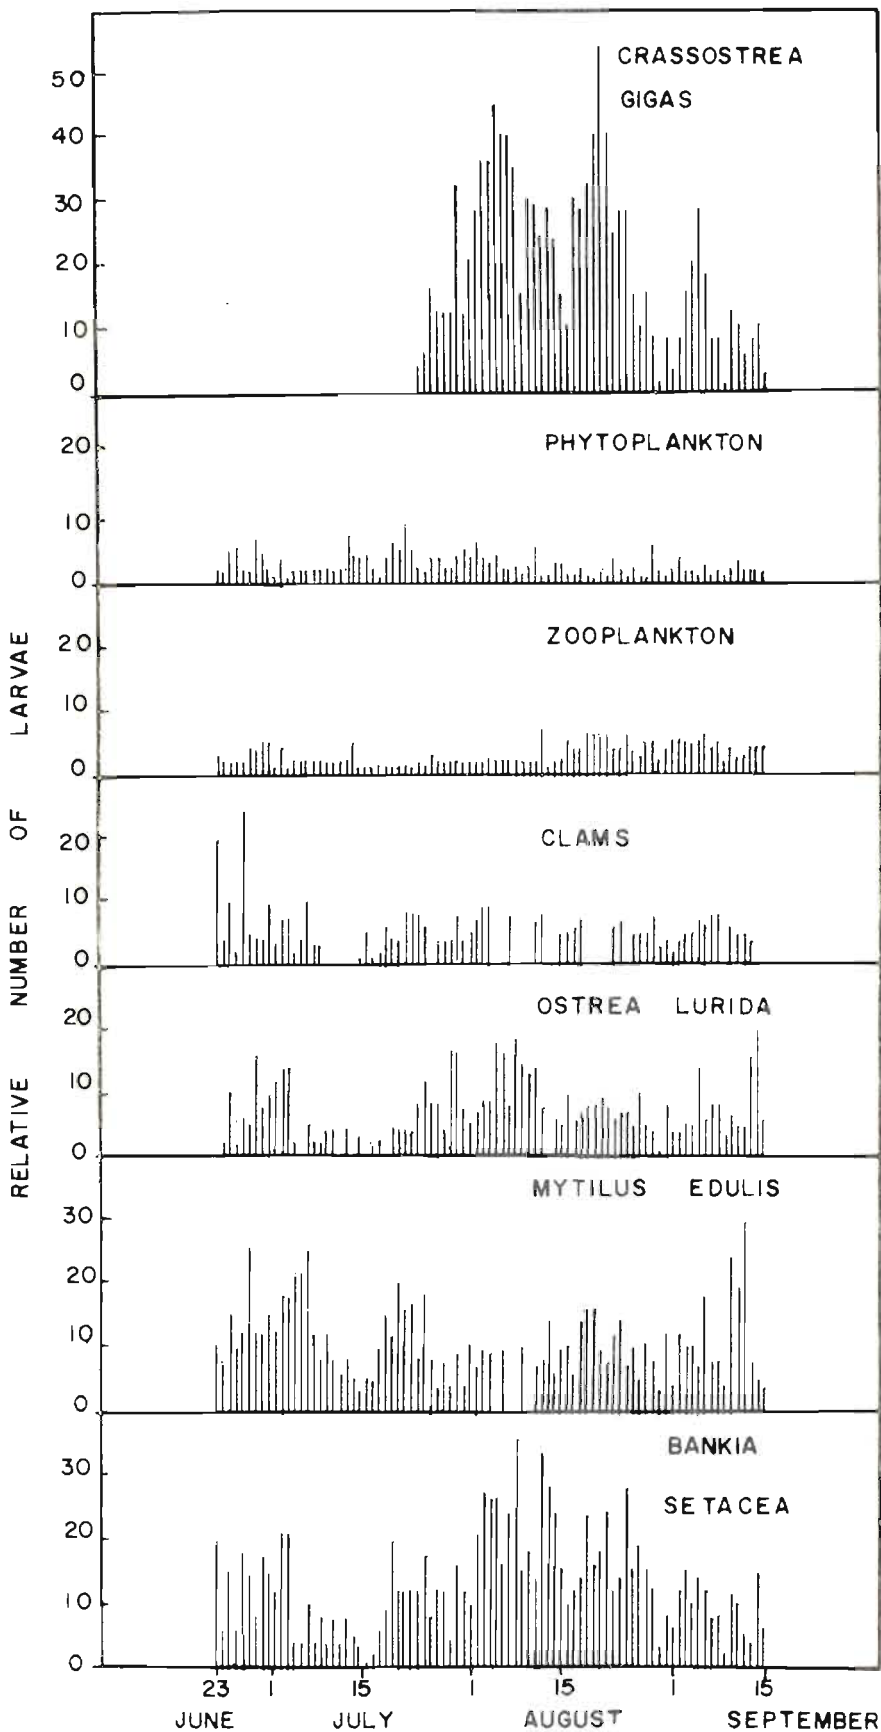 CRASSOSTREA
GIGAS
50
40
30
20
10
0
PHYTOPLANKTON
20
10
0
ZOOPLANKTON
20
10
0
CLAMS
20
10
0
OSTREA LURIDA
20
10
0
MYTILUS EDULIS
30
20
10
0
BANKIA
SETACEA
30
20
10
0
RELATIVE NUMBER OF LARVAE
23 1 15 1 15 1 15
JUNE JULY AUGUST SEPTEMBER